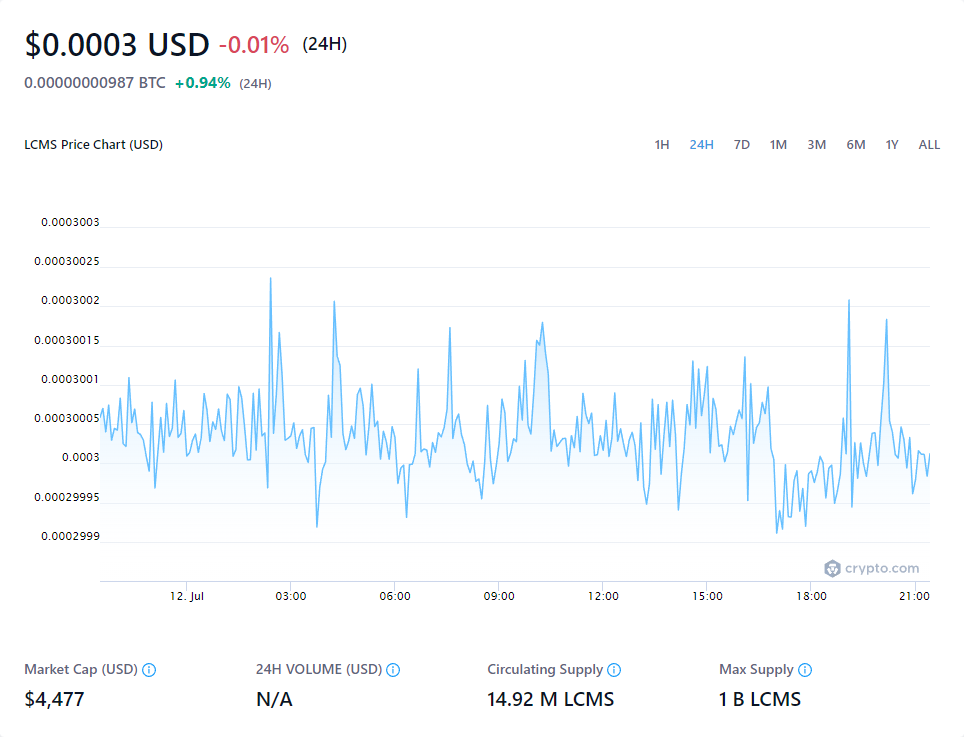 $0.0003 USD -0.01% (24H)
0.00000000987 BTC +0.94% (24H)
LCMS Price Chart (USD) 1H 24H 7D 1M 3M 6M 1Y ALL
0.0003003
0.00030025
0.0003002
0.00030015
0.0003001
0.00030005
0.0003
0.00029995
0.0002999
crypto.com
12. Jul 03:00 06:00 09:00 12:00 15:00 18:00 21:00
Market Cap (USD) 24H VOLUME (USD) Circulating Supply Max Supply
$4,477 N/A 14.92 M LCMS 1 B LCMS